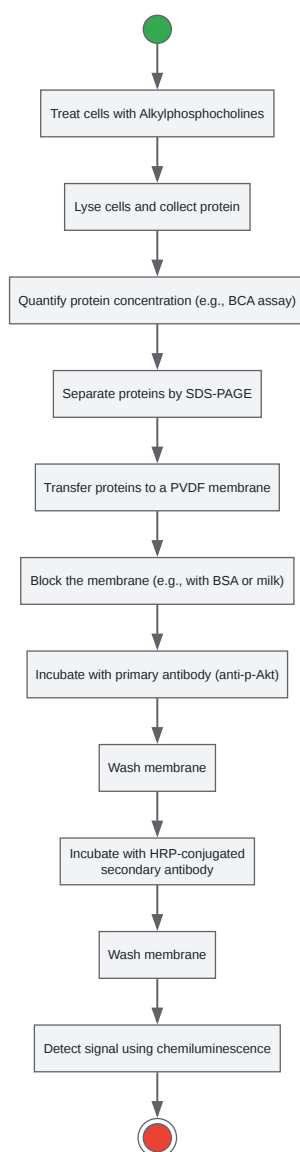 Treat cells with Alkylphosphocholines
Lyse cells and collect protein
Quantify protein concentration (e.g., BCA assay)
Separate proteins by SDS-PAGE
Transfer proteins to a PVDF membrane
Block the membrane (e.g., with BSA or milk)
Incubate with primary antibody (anti-p-Akt)
Wash membrane
Incubate with HRP-conjugated
secondary antibody
Wash membrane
Detect signal using chemiluminescence